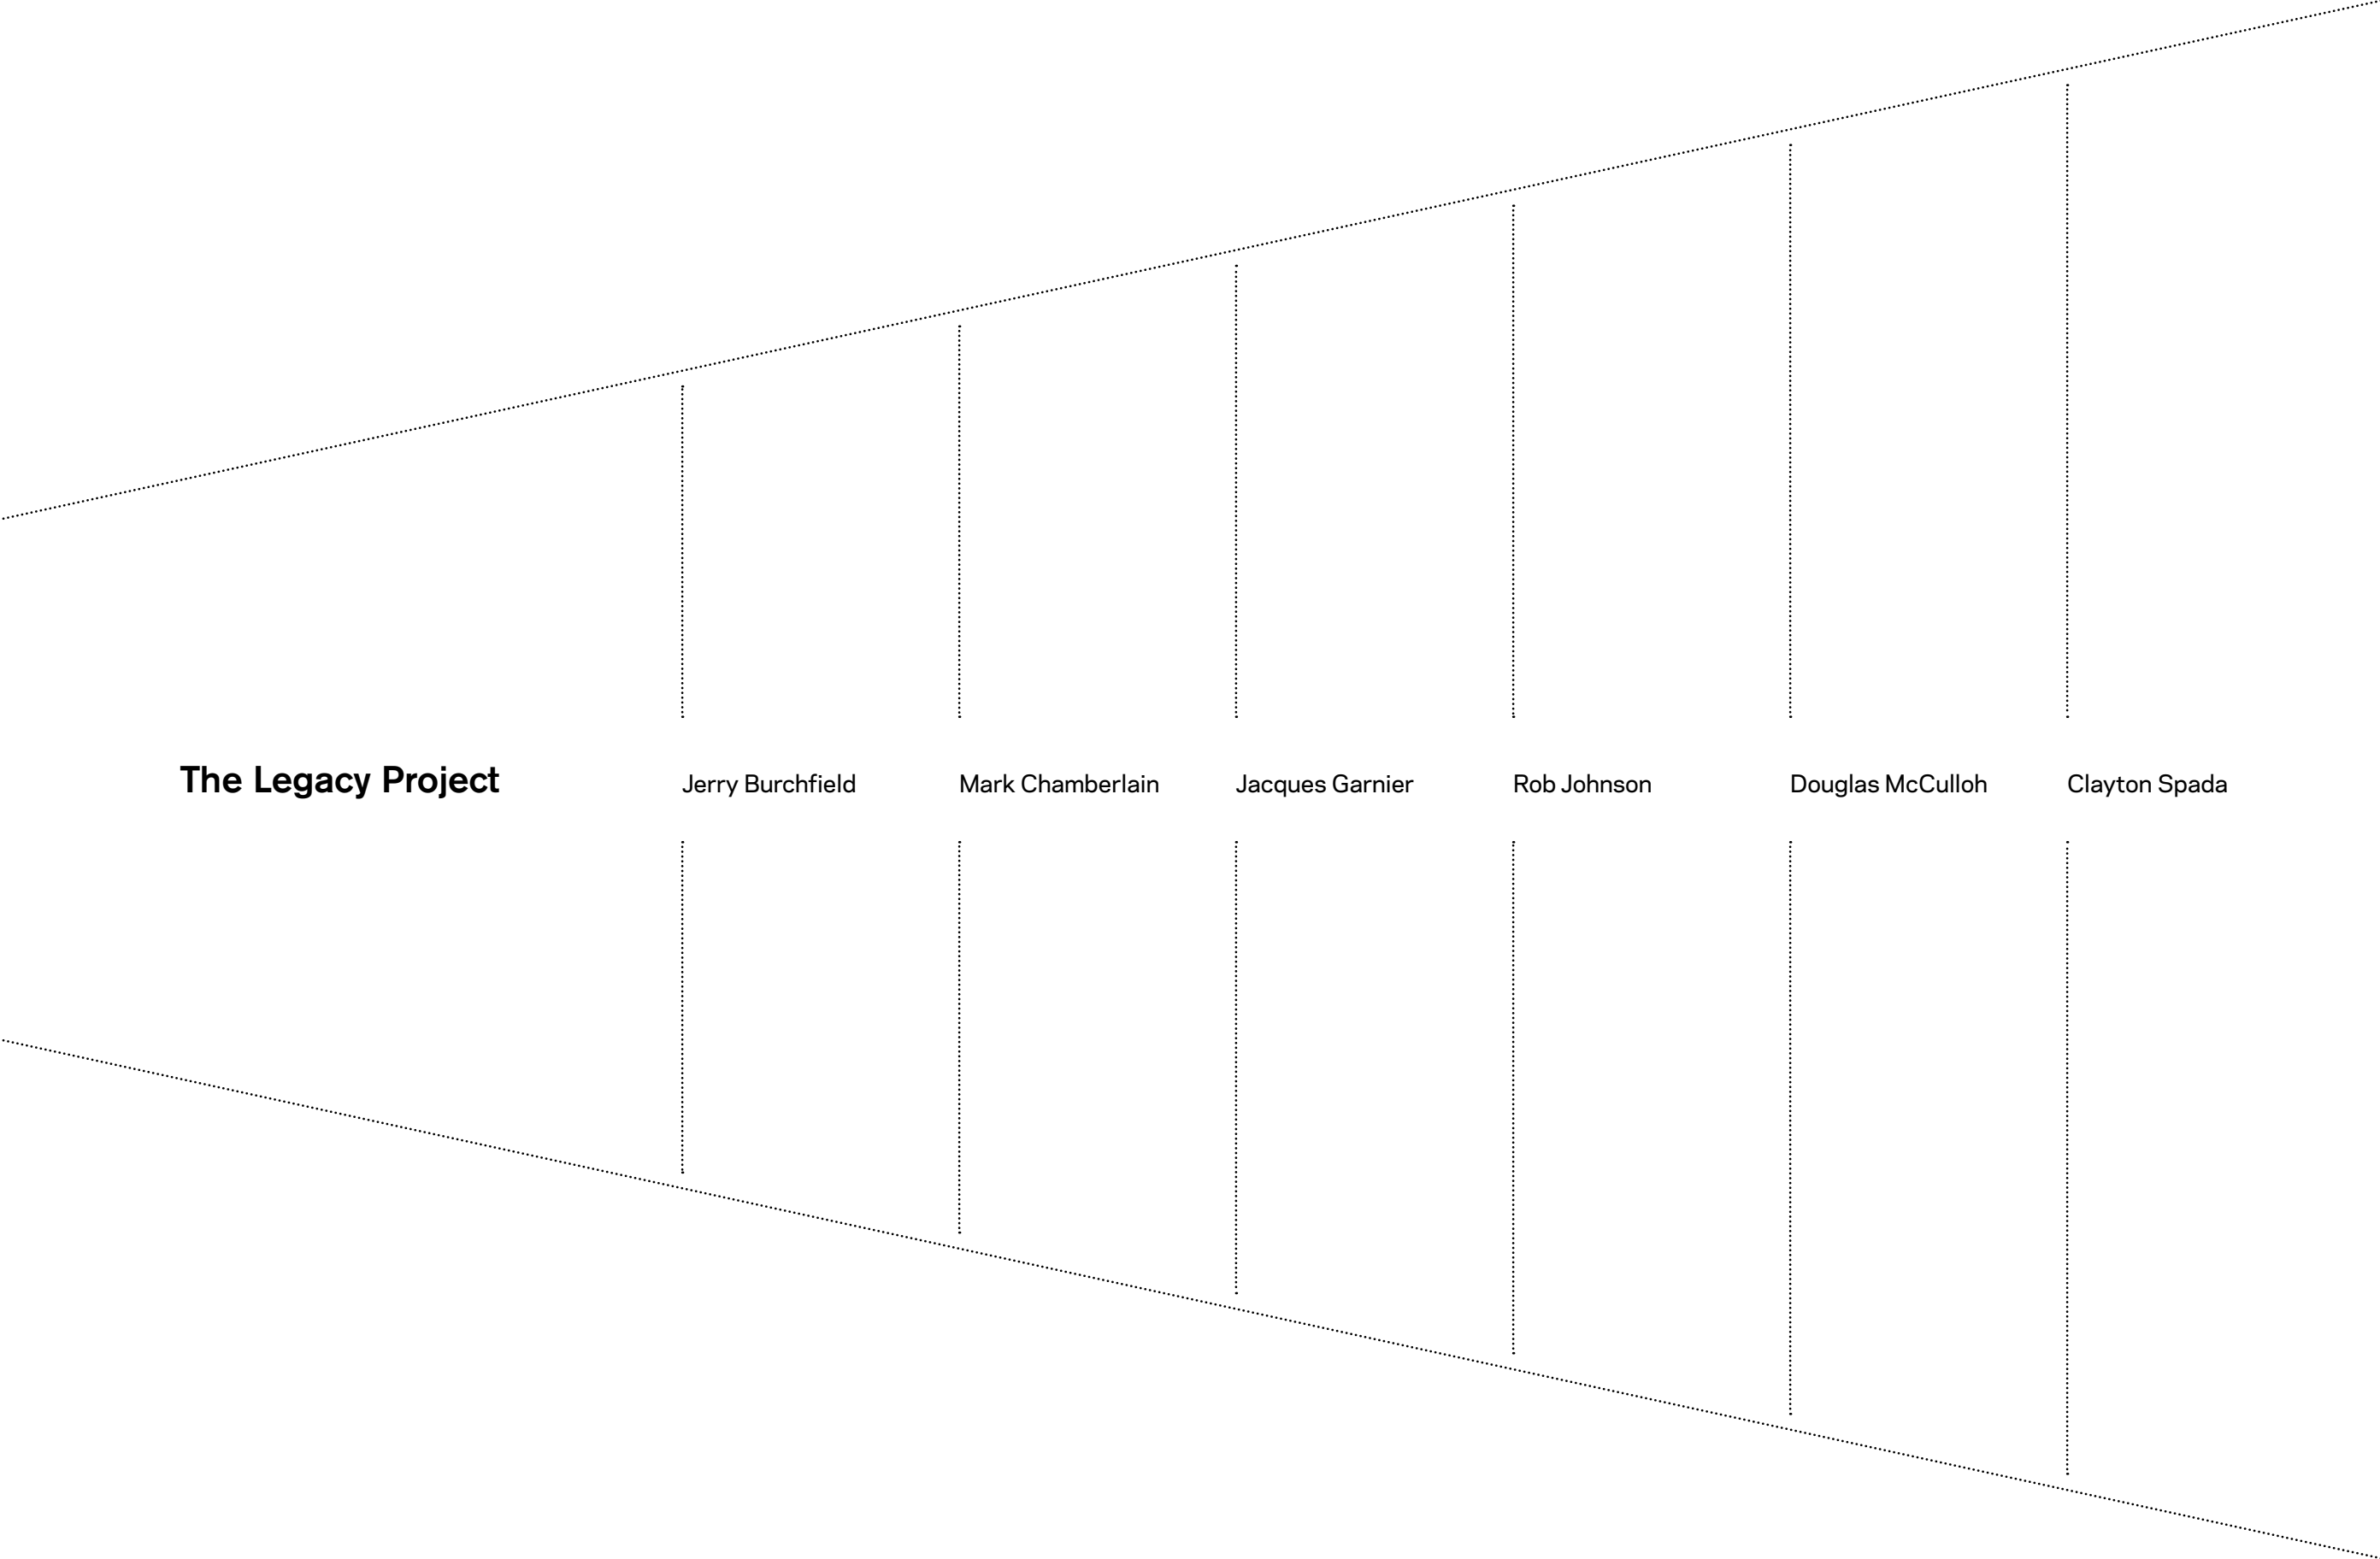 The Legacy Project
Jerry Burchfield
Mark Chamberlain
Jacques Garnier
Rob Johnson
Douglas McCulloh
Clayton Spada